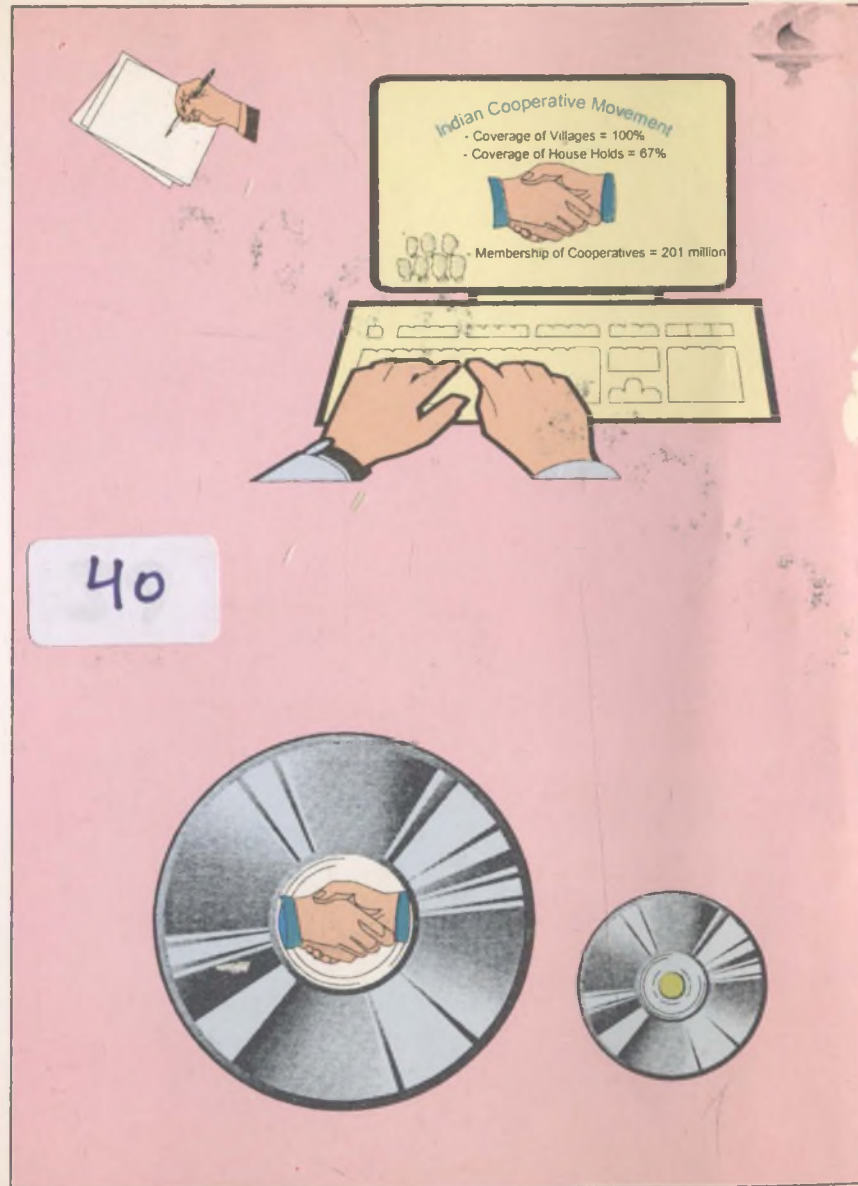 Indian Cooperative Movement
- Coverage of Villages = 100%
- Coverage of House Holds = 67%
- Membership of Cooperatives = 201 million
40